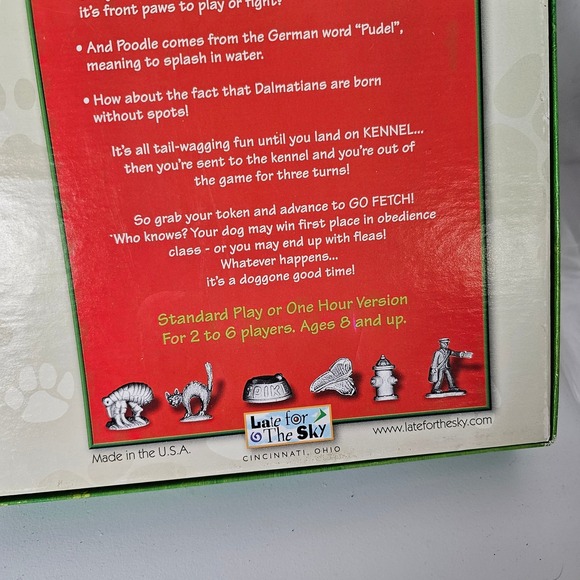 it's front paws to play or fight?
• And Poodle comes from the German word "Pudel",
meaning to splash in water.
• How about the fact that Dalmatians are born
without spots!
It's all tail-wagging fun until you land on KENNEL...
then you're sent to the kennel and you're out of
the game for three turns!
So grab your token and advance to GO FETCH!
Who knows? Your dog may win first place in obedience
class - or you may end up with fleas!
Whatever happens...
it's a doggone good time!
Standard Play or One Hour Version
For 2 to 6 players. Ages 8 and up.
Late for
The Sky
Made in the U.S.A.
CINCINNATI, OHIO
www.lateforthesky.com